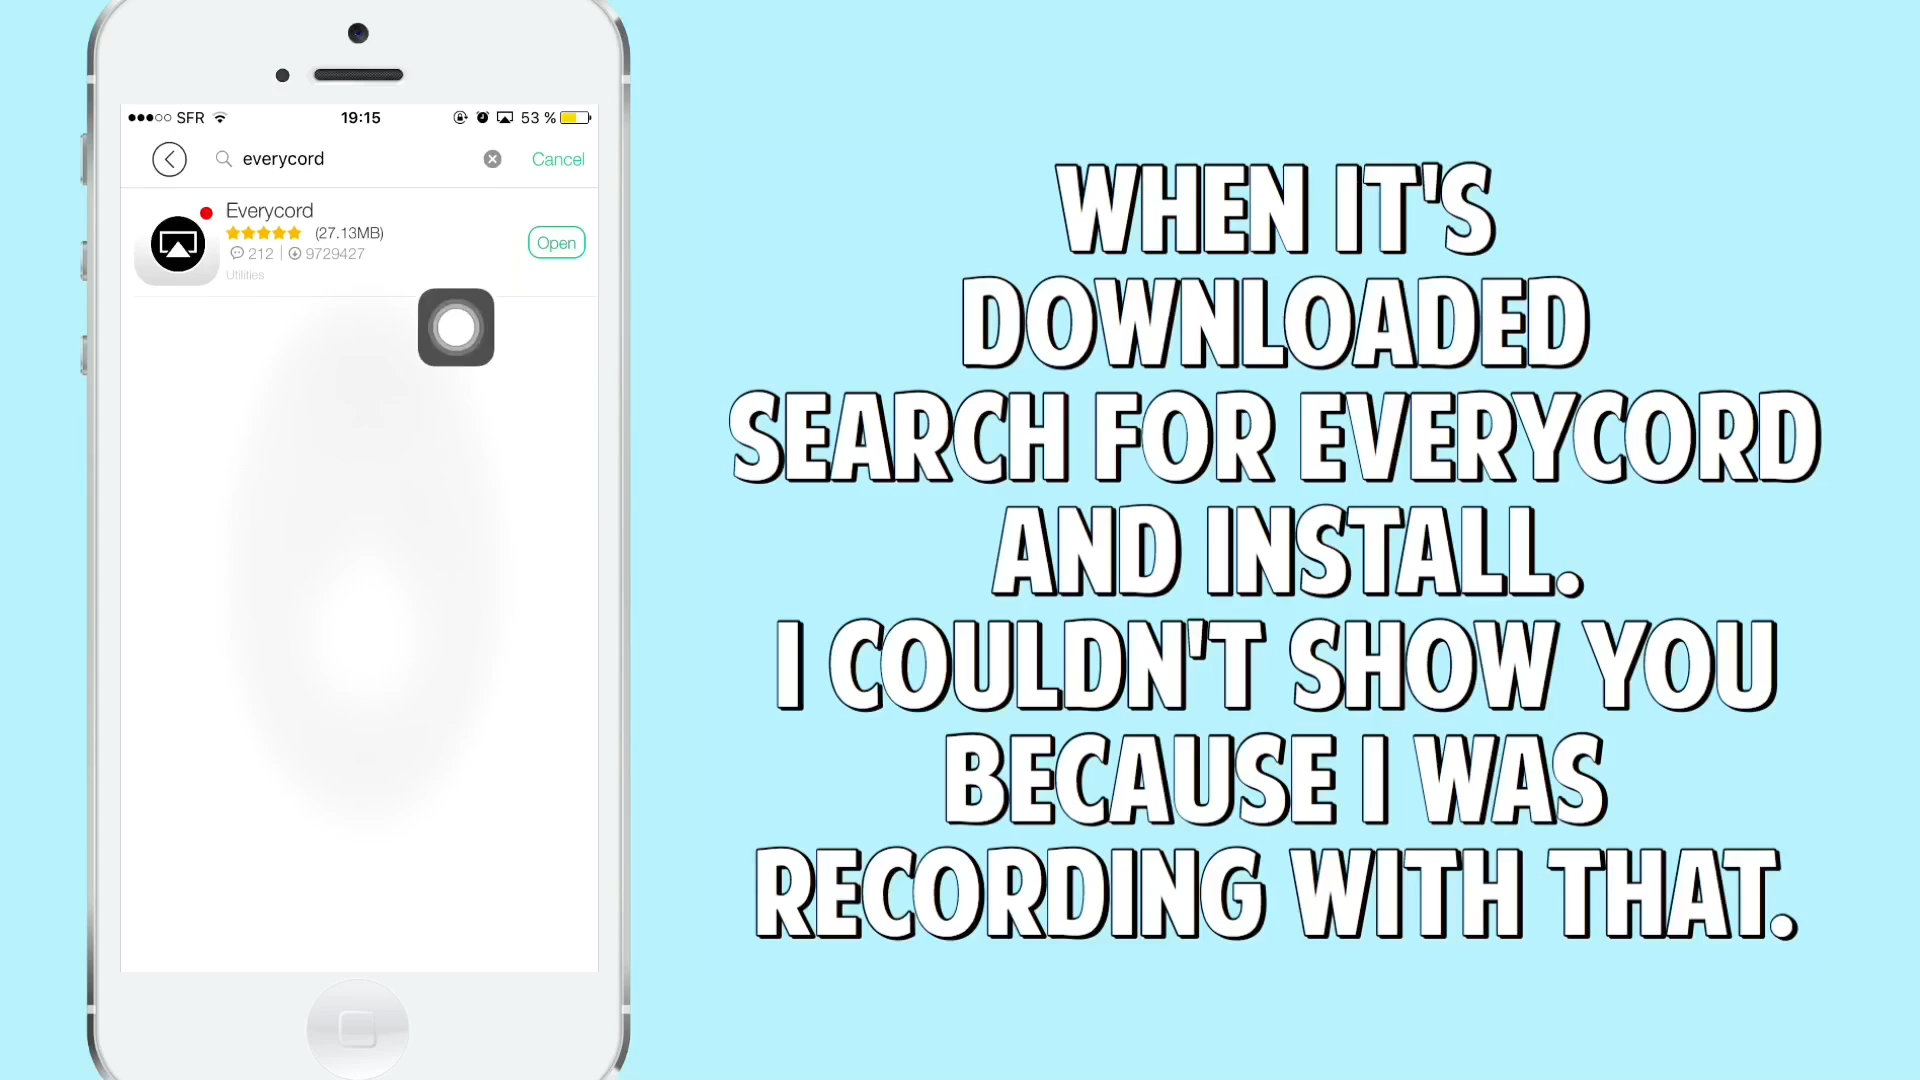 SFR 19:15 53 %
everycord Cancel
Everycord
(27.13MB)
Open
212 9729427
Utilities
WHEN IT'S
DOWNLOADED
SEARCH FOR EVERYCORD
AND INSTALL.
I COULDN'T SHOW YOU
BECAUSE I WAS
RECORDING WITH THAT.